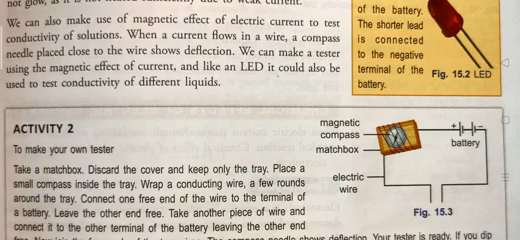 not glow, as it is not heated sufficiently due to weak current.
We can also make use of magnetic effect of electric current to test
conductivity of solutions. When a current flows in a wire, a compass
needle placed close to the wire shows deflection. We can make a tester
using the magnetic effect of current, and like an LED it could also be
used to test conductivity of different liquids.
of the battery.
The shorter lead
is connected
to the negative
terminal of the
battery.
Fig. 15.2 LED
ACTIVITY 2
To make your own tester
Take a matchbox. Discard the cover and keep only the tray. Place a
small compass inside the tray. Wrap a conducting wire, a few rounds
around the tray. Connect one free end of the wire to the terminal of
a battery. Leave the other end free. Take another piece of wire and
connect it to the other terminal of the battery leaving the other end
needle shows deflection. Your tester is ready. If you dip
magnetic
compass
matchbox
electric
wire
+
battery
Fig. 15.3